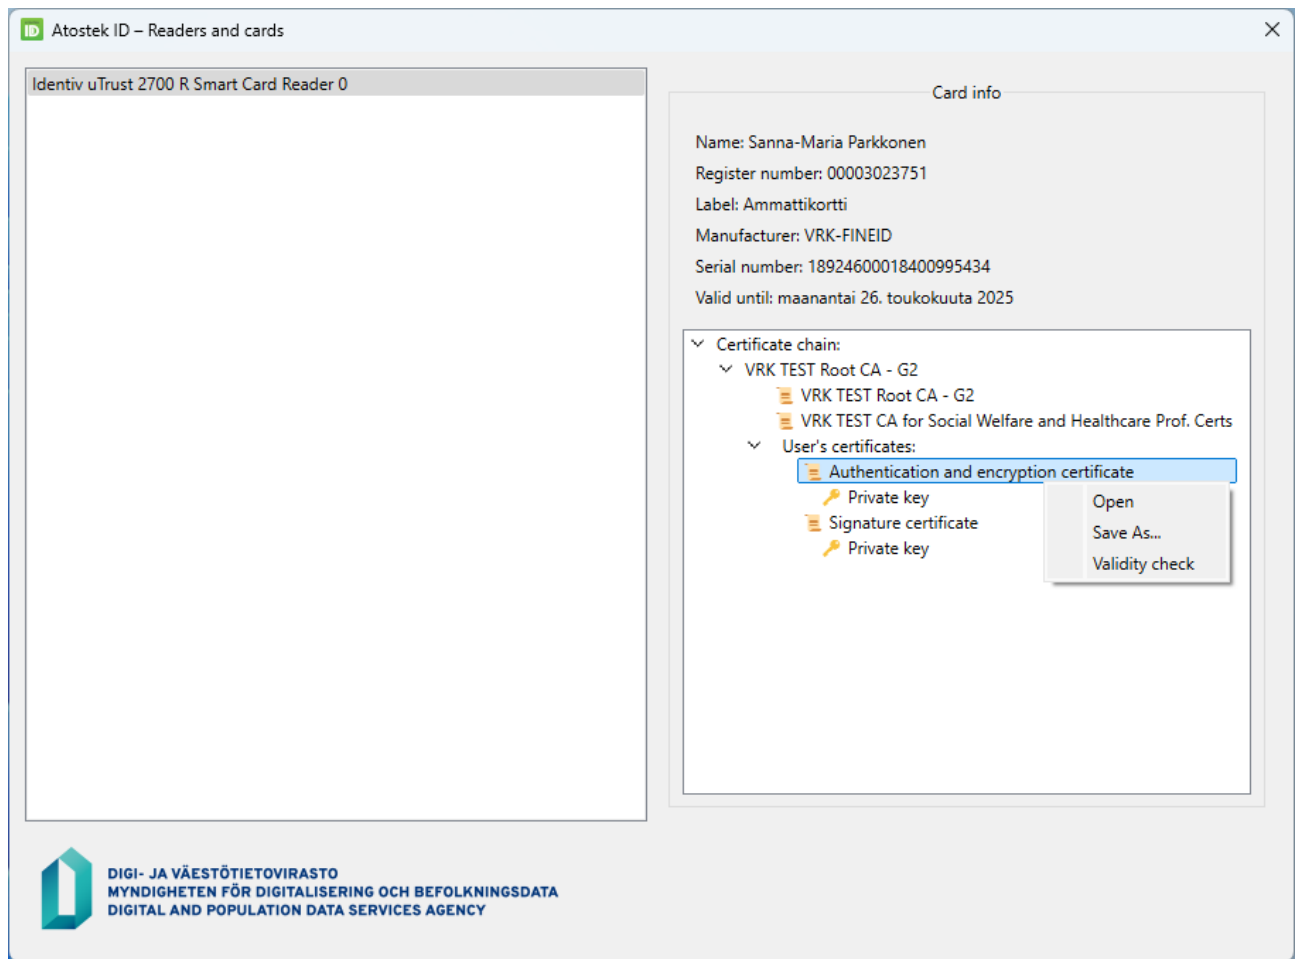 Atostek ID – Readers and cards
Identiv uTrust 2700 R Smart Card Reader 0
Card info
Name: Sanna-Maria Parkkonen
Register number: 00003023751
Label: Ammattikortti
Manufacturer: VRK-FINEID
Serial number: 18924600018400995434
Valid until: maanantai 26. toukokuuta 2025
Certificate chain:
VRK TEST Root CA - G2
VRK TEST Root CA - G2
VRK TEST CA for Social Welfare and Healthcare Prof. Certs
User's certificates:
Authentication and encryption certificate
Private key
Signature certificate
Private key
Open
Save As...
Validity check
DIGI- JA VÄESTÖTIETOVIRASTO
MYNDIGHETEN FÖR DIGITALISERING OCH BEFOLKNINGSDATA
DIGITAL AND POPULATION DATA SERVICES AGENCY